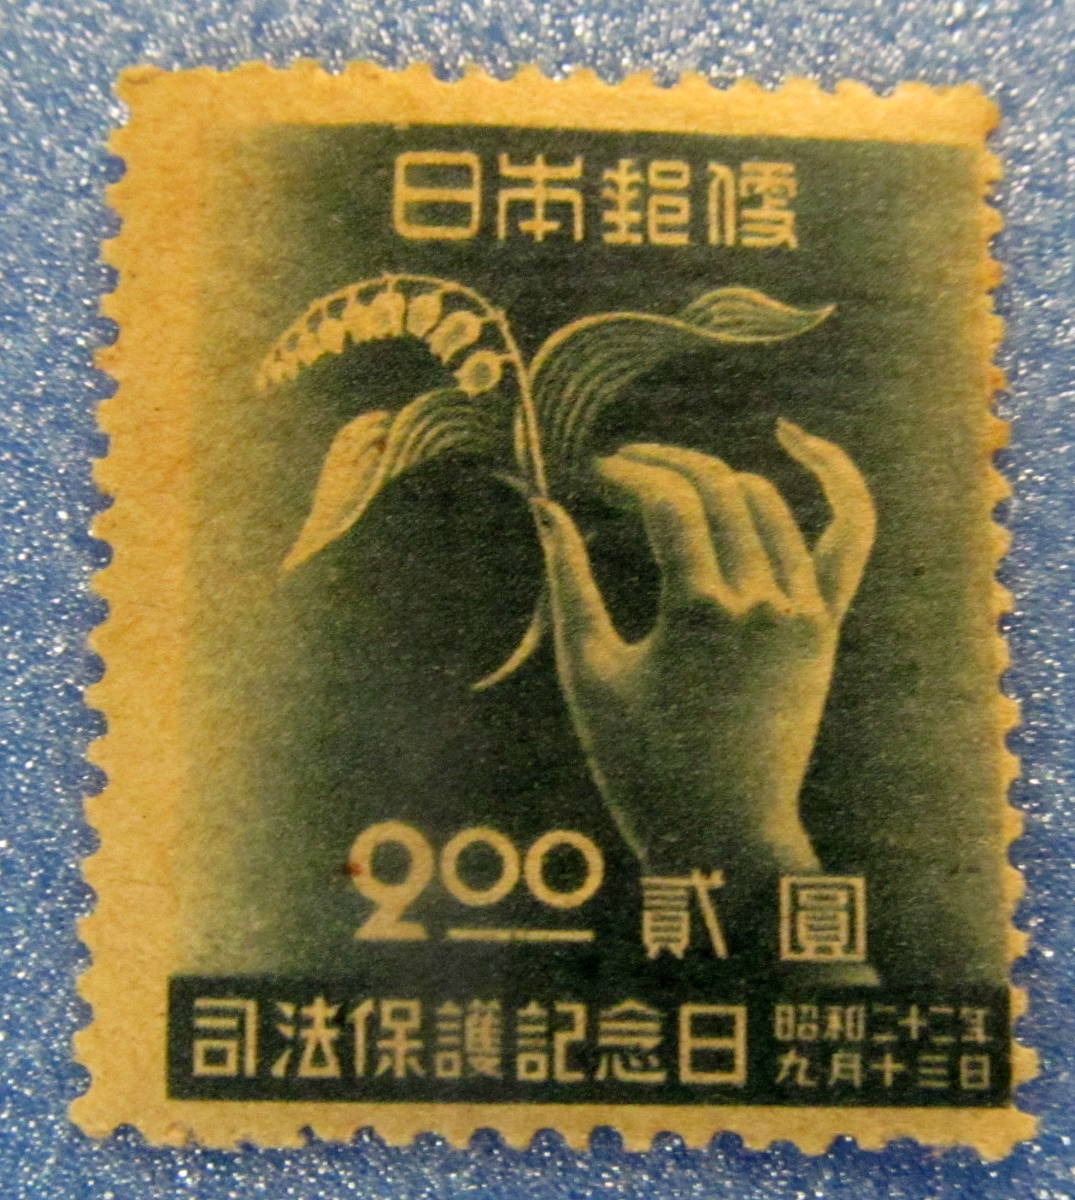 日本郵便
2.00
貳圓
司法保護記念日
昭和二十二年
九月十三日